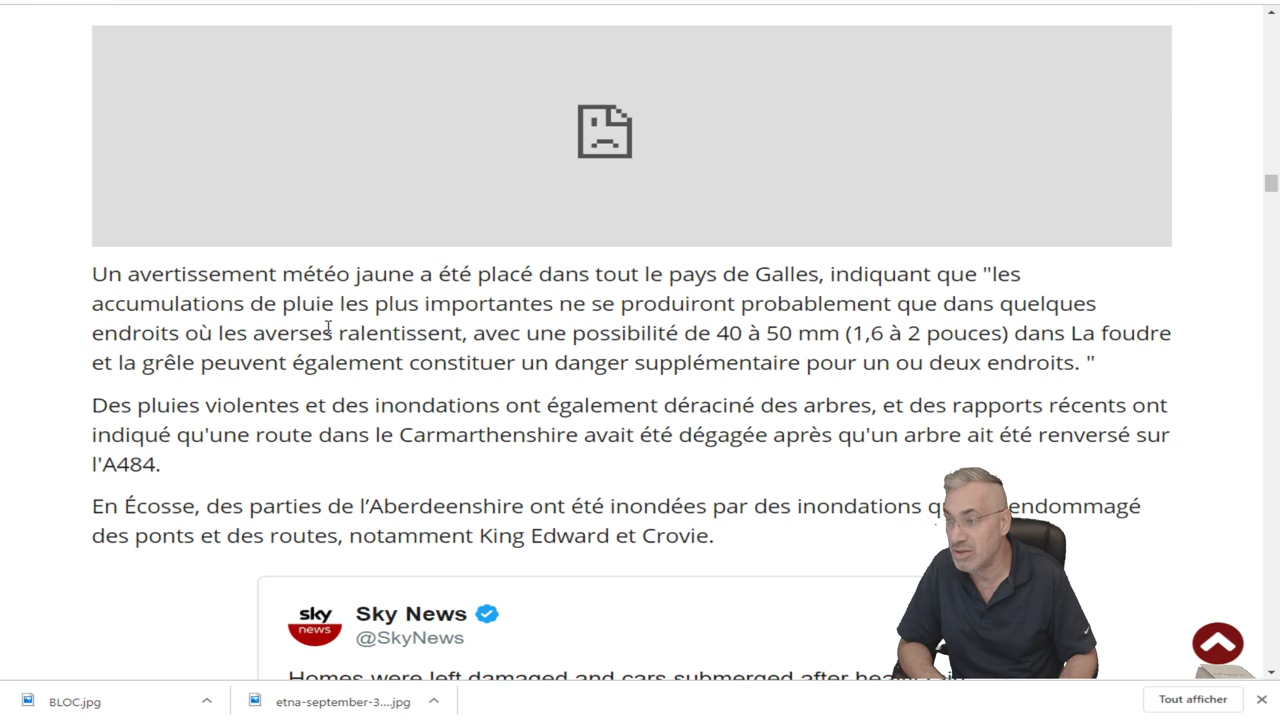 Un avertissement météo jaune a été placé dans tout le pays de Galles, indiquant que "les
accumulations de pluie les plus importantes ne se produiront probablement que dans quelques
endroits où les averses ralentissent, avec une possibilité de 40 à 50 mm (1,6 à 2 pouces) dans La foudre
et la grêle peuvent également constituer un danger supplémentaire pour un ou deux endroits. "
Des pluies violentes et des inondations ont également déraciné des arbres, et des rapports récents ont
indiqué qu'une route dans le Carmarthenshire avait été dégagée après qu'un arbre ait été renversé sur
l'A484.
En Écosse, des parties de l’Aberdeenshire ont été inondées par des inondations endommagé
des ponts et des routes, notamment King Edward et Crovie.
sky news
Sky News
@SkyNews
Homes were left damaged and cars submerged after
BLOC.jpg
etna-september-3....jpg
Tout afficher